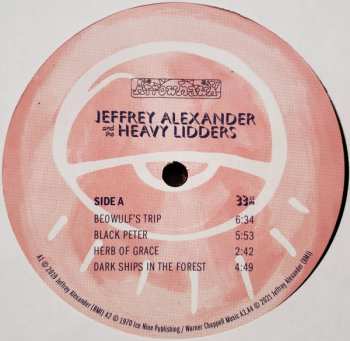 JEFFREY ALEXANDER
and the HEAVY LIDDERS
SIDE A 33⅓
BEOWULF'S TRIP 6:34
BLACK PETER 5:53
HERB OF GRACE 2:42
DARK SHIPS IN THE FOREST 4:49
A1 © 2019 Jeffrey Alexander (BMI) A2 © 1970 Ice Nine Publishing / Warner Chappell Music A3,A4 © 2021 Jeffrey Alexander (BMI)